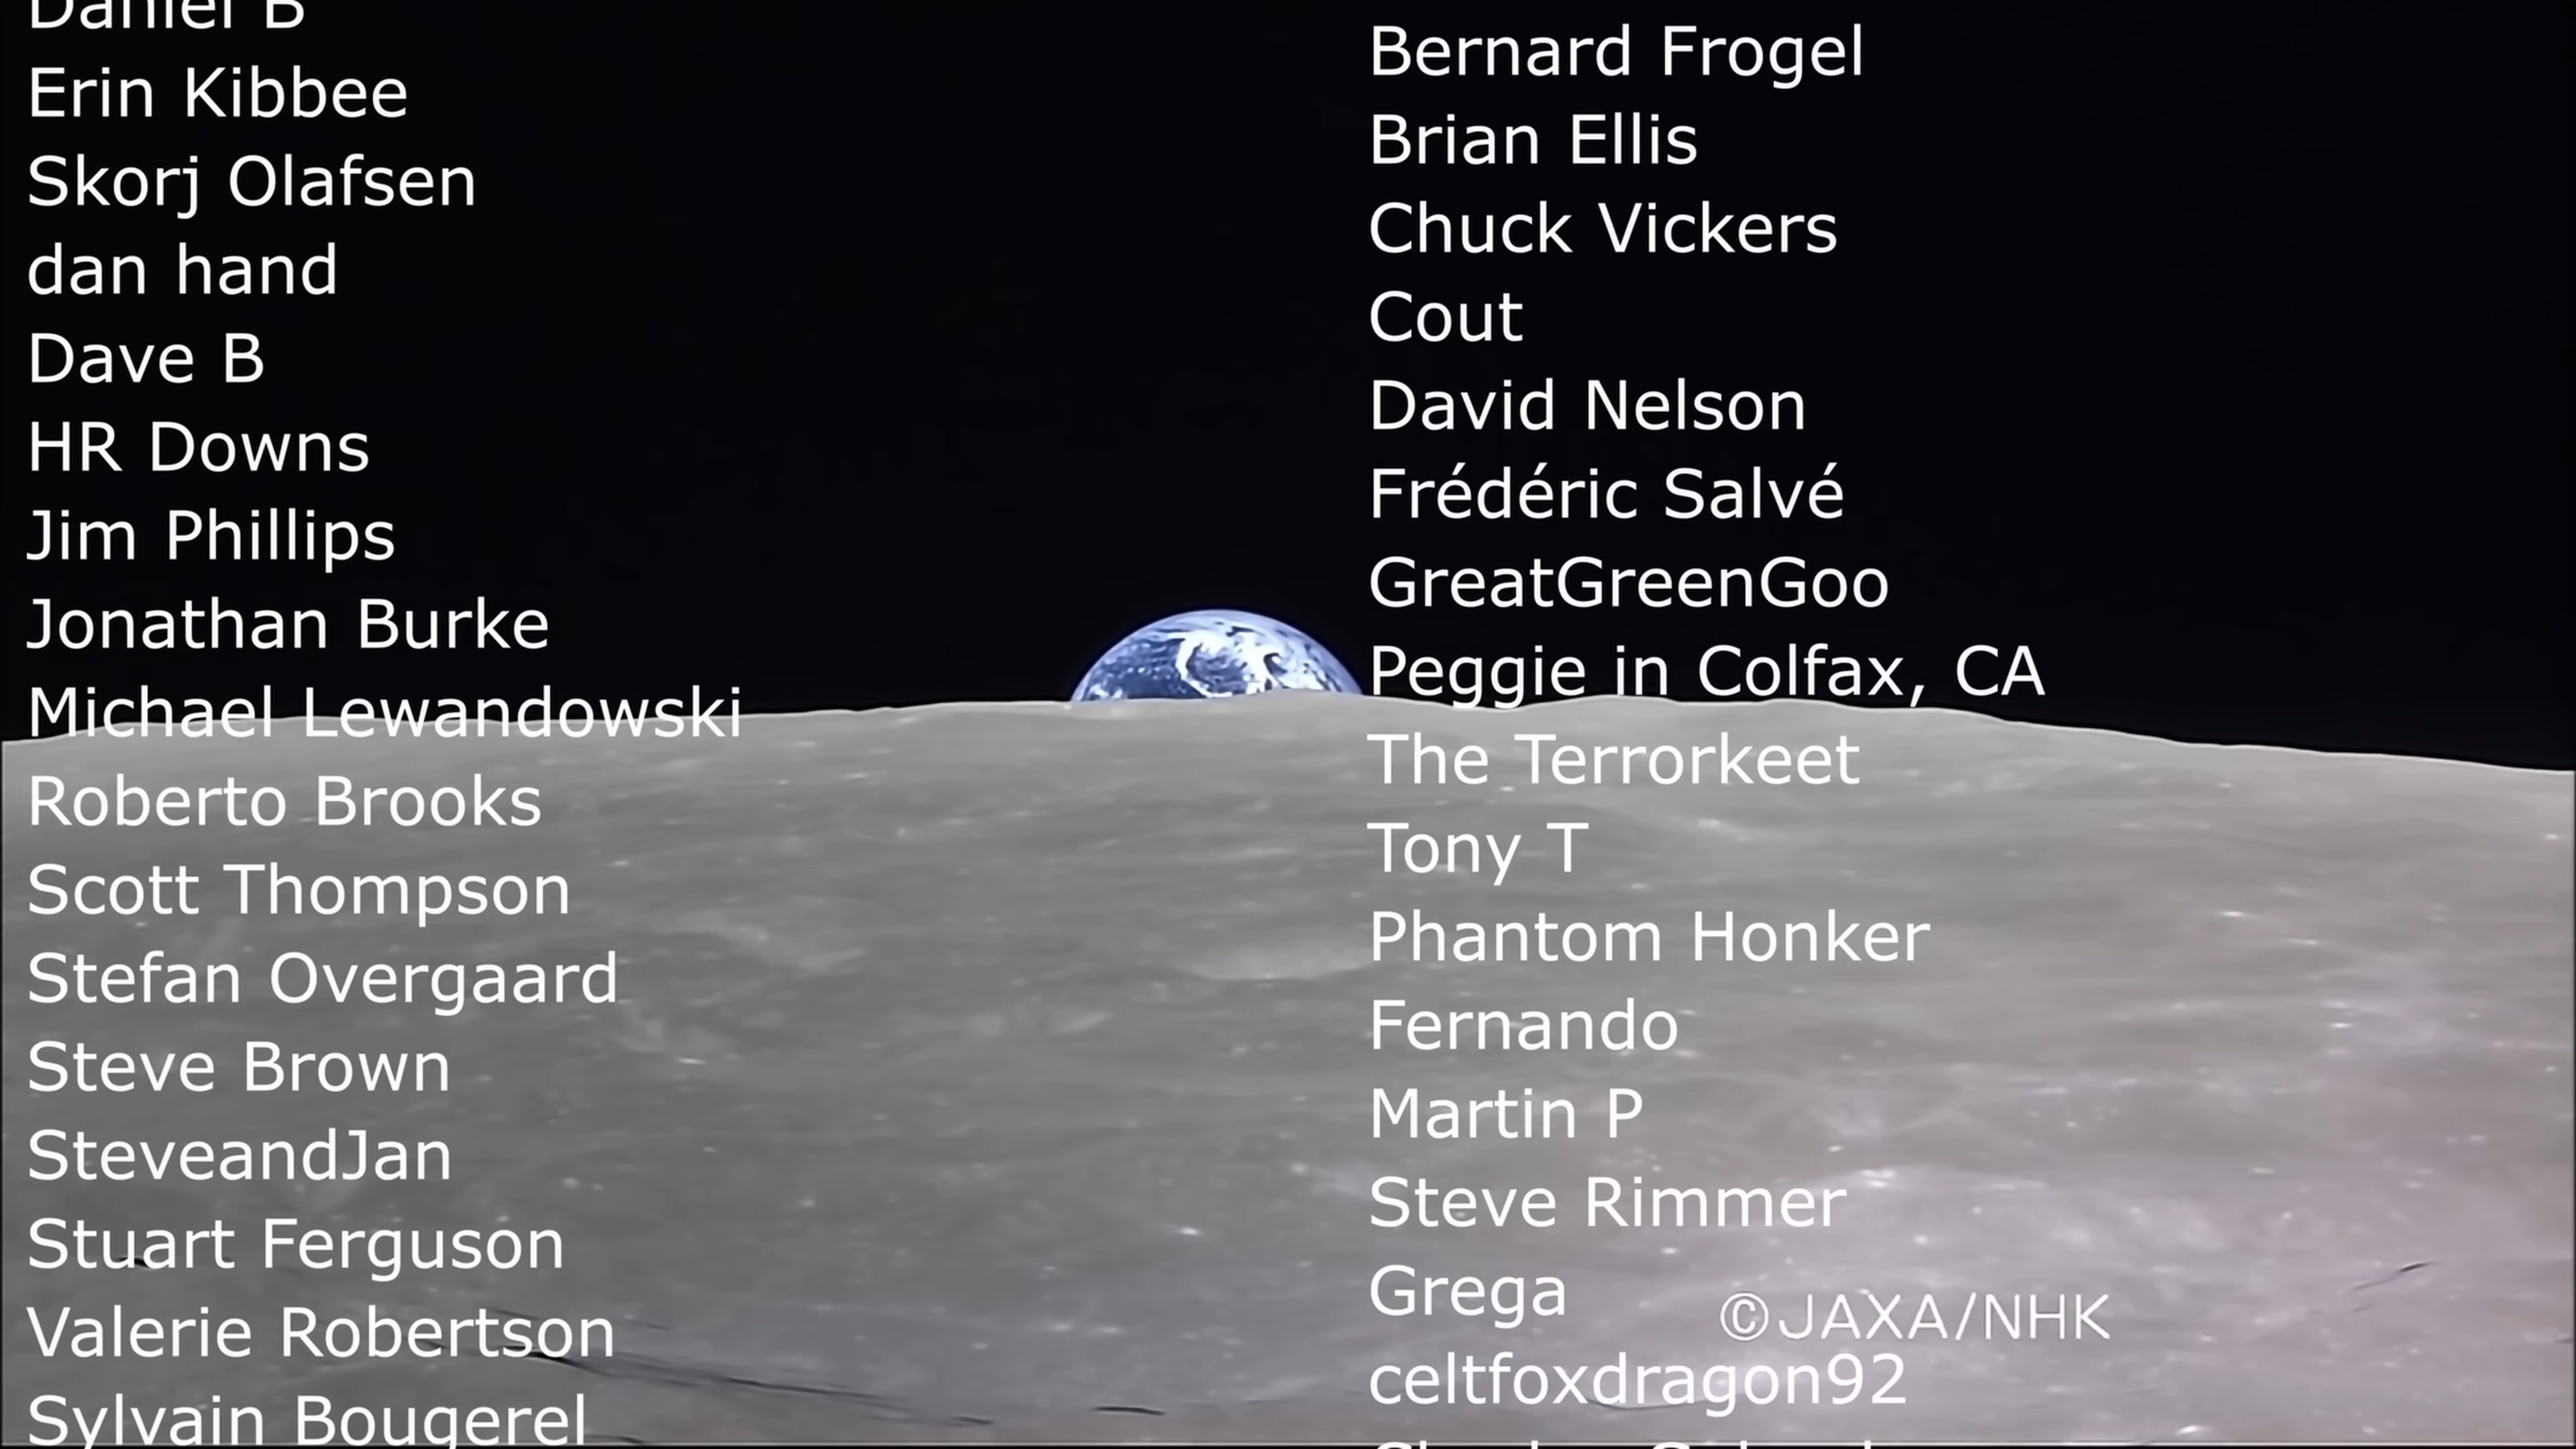 Daniel B
Erin Kibbee
Skorj Olafsen
dan hand
Dave B
HR Downs
Jim Phillips
Jonathan Burke
Michael Lewandowski
Roberto Brooks
Scott Thompson
Stefan Overgaard
Steve Brown
SteveandJan
Stuart Ferguson
Valerie Robertson
Sylvain Bougerel
Bernard Frogel
Brian Ellis
Chuck Vickers
Cout
David Nelson
Frédéric Salvé
GreatGreenGoo
Peggie in Colfax, CA
The Terrorkeet
Tony T
Phantom Honker
Fernando
Martin P
Steve Rimmer
Grega
©JAXA/NHK
celtfoxdragon92